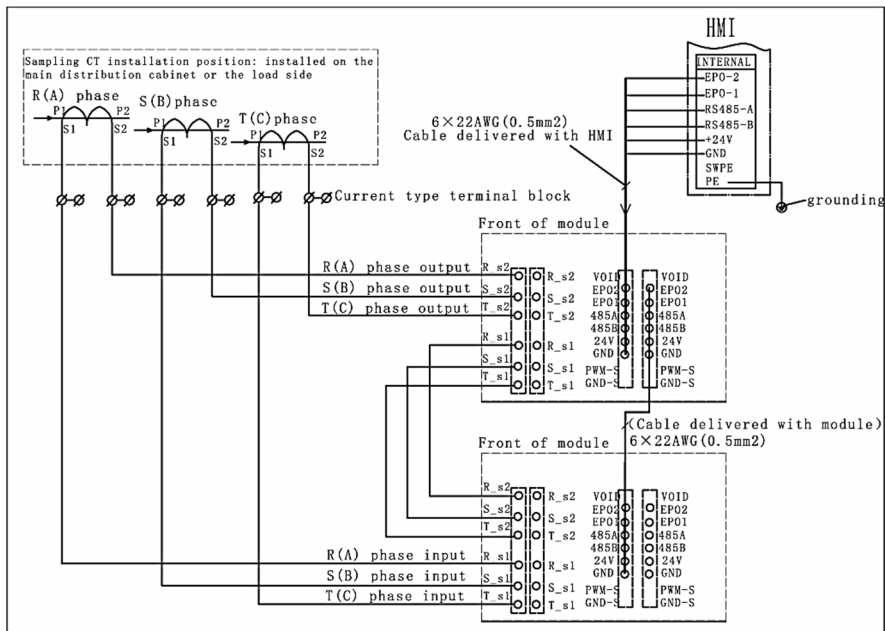 HMI
Sampling CT installation position: installed on the
main distribution cabinet or the load side
R(A) phase
P1
P2
S1
S2
S(B)phase
P1
P2
S1
S2
T(C)phase
P1
P2
S1
S2
INTERNAL
EPO-2
EPO-1
RS485-A
RS485-B
+24V
GND
SWPE
PE
grounding
6×22AWG(0.5mm2)
Cable delivered with HMI
Current type terminal block
Front of module
R(A) phase output
S(B) phase output
T(C) phase output
R_s2
S_s2
T_s2
R_s1
S_s1
T_s1
R_s2
S_s2
T_s2
R_s1
S_s1
T_s1
VOID
EPO2
EPO1
485A
485B
24V
GND
PWM-S
GND-S
VOID
EPO2
EPO1
485A
485B
24V
GND
PWM-S
GND-S
(Cable delivered with module)
6×22AWG(0.5mm2)
Front of module
R_s2
S_s2
T_s2
R_s1
S_s1
T_s1
R(A) phase input
S(B) phase input
T(C) phase input
R_s2
S_s2
T_s2
R_s1
S_s1
T_s1
VOID
EPO2
EPO1
485A
485B
24V
GND
PWM-S
GND-S
VOID
EPO2
EPO1
485A
485B
24V
GND
PWM-S
GND-S